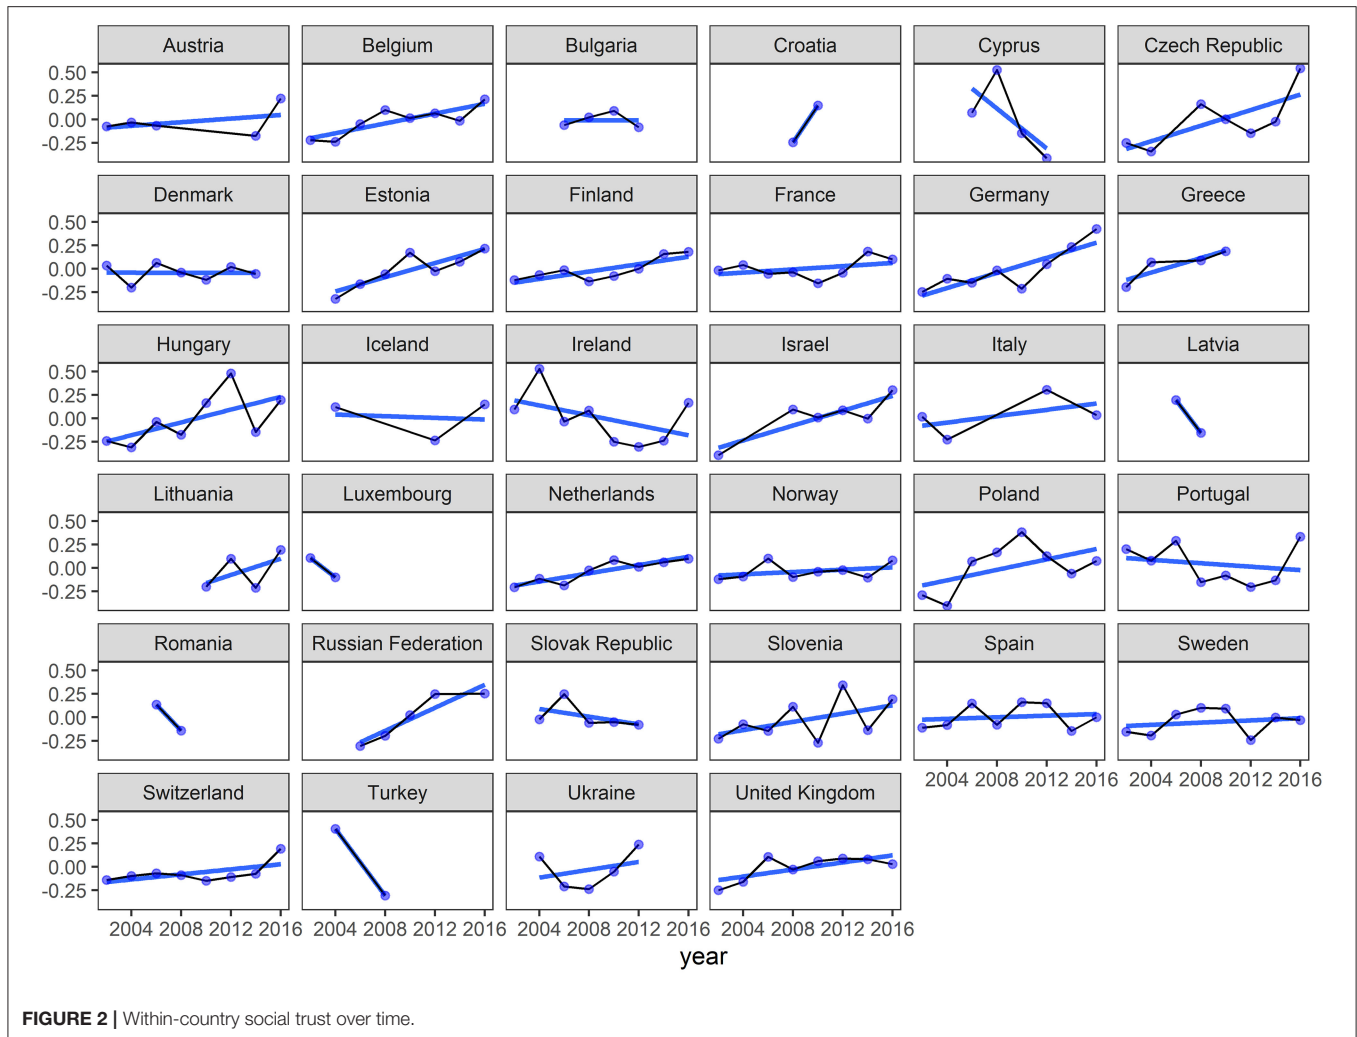 Austria Belgium Bulgaria Croatia Cyprus Czech Republic
0.50
0.25
0.00
-0.25
Denmark Estonia Finland France Germany Greece
0.50
0.25
0.00
-0.25
Hungary Iceland Ireland Israel Italy Latvia
0.50
0.25
0.00
-0.25
Lithuania Luxembourg Netherlands Norway Poland Portugal
0.50
0.25
0.00
-0.25
Romania Russian Federation Slovak Republic Slovenia Spain Sweden
0.50
0.25
0.00
-0.25
2004 2008 2012 2016 2004 2008 2012 2016
Switzerland Turkey Ukraine United Kingdom
0.50
0.25
0.00
-0.25
2004 2008 2012 2016 2004 2008 2012 2016 2004 2008 2012 2016 2004 2008 2012 2016
year
FIGURE 2 | Within-country social trust over time.